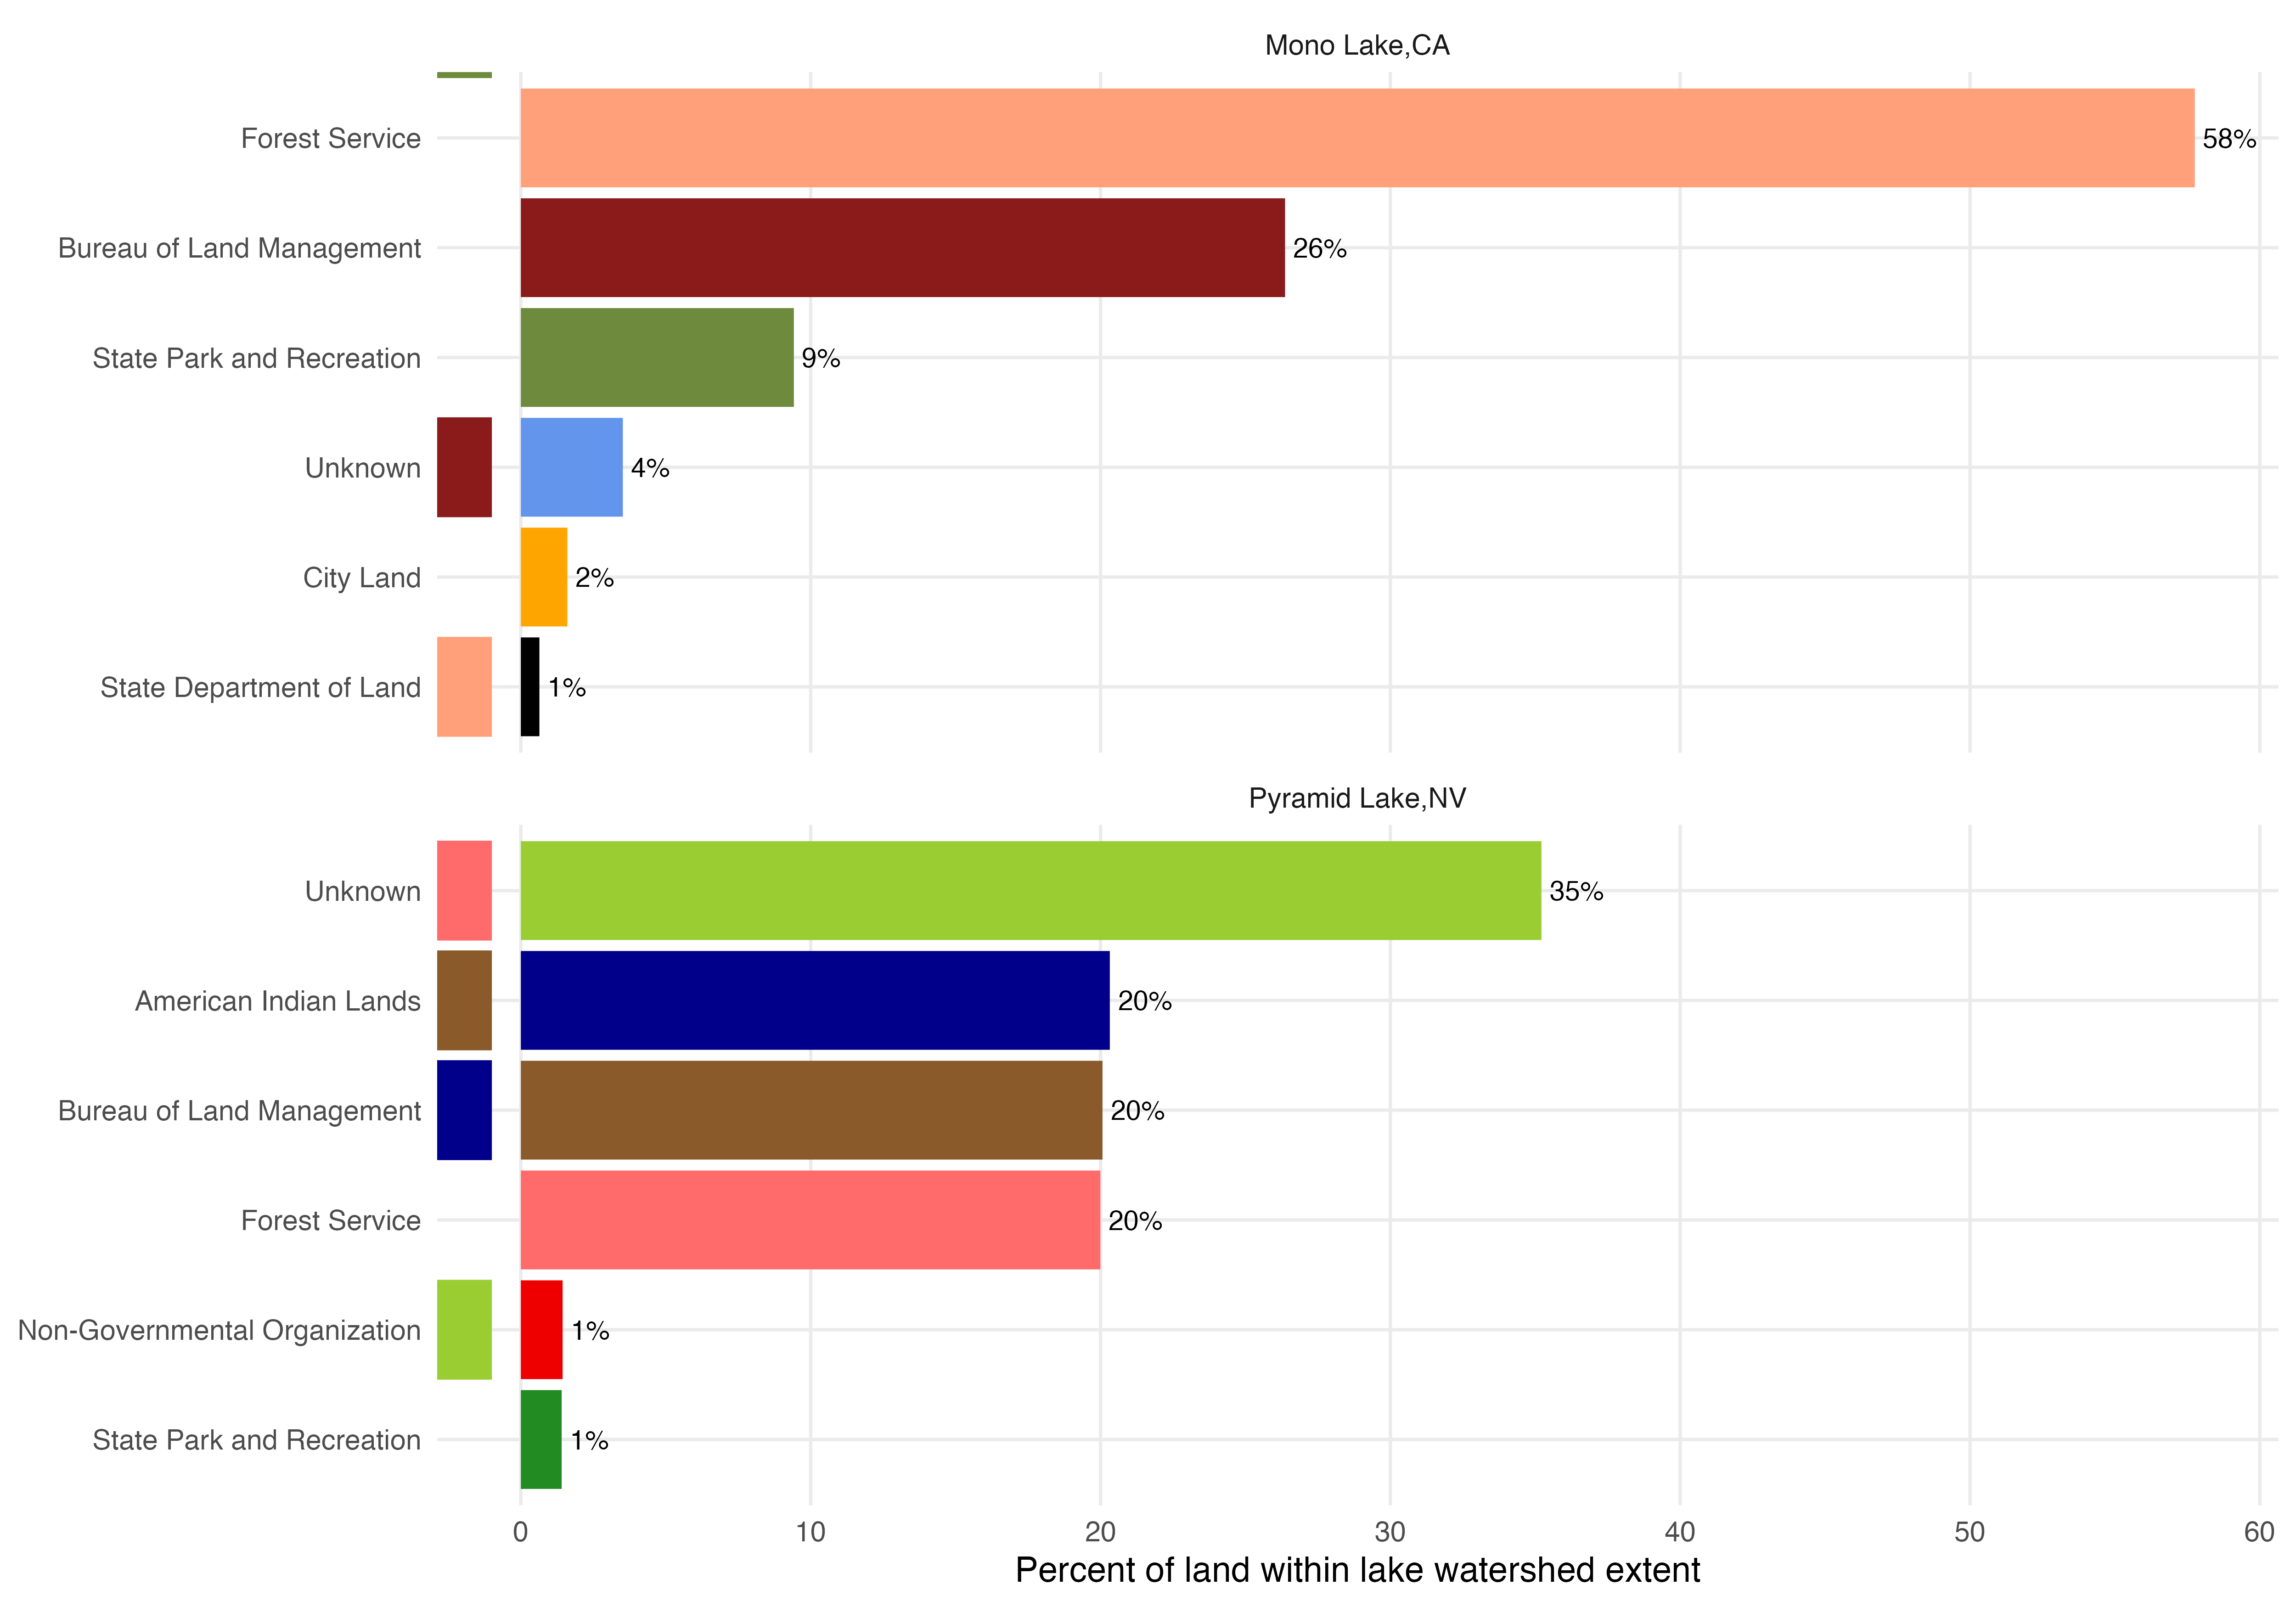 Mono Lake,CA
Forest Service 58%
Bureau of Land Management 26%
State Park and Recreation 9%
Unknown 4%
City Land 2%
State Department of Land 1%
Pyramid Lake,NV
Unknown 35%
American Indian Lands 20%
Bureau of Land Management 20%
Forest Service 20%
Non-Governmental Organization 1%
State Park and Recreation 1%
0 10 20 30 40 50 60
Percent of land within lake watershed extent